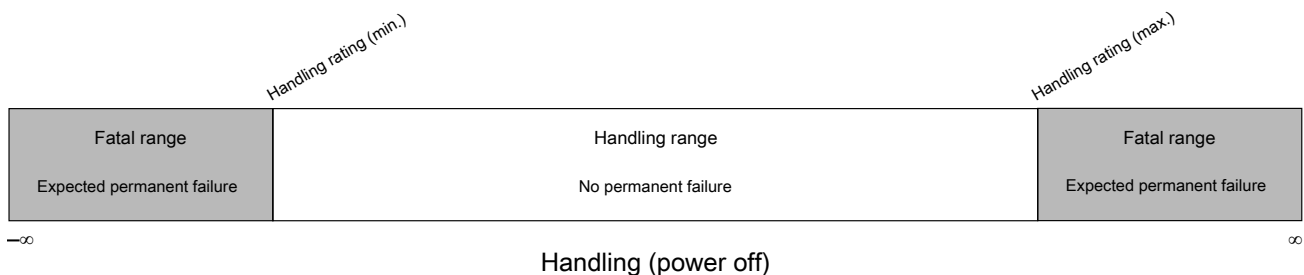 Handling rating (min.)
Handling rating (max.)
Fatal range
Handling range
Fatal range
Expected permanent failure
No permanent failure
Expected permanent failure
–∞
∞
Handling (power off)